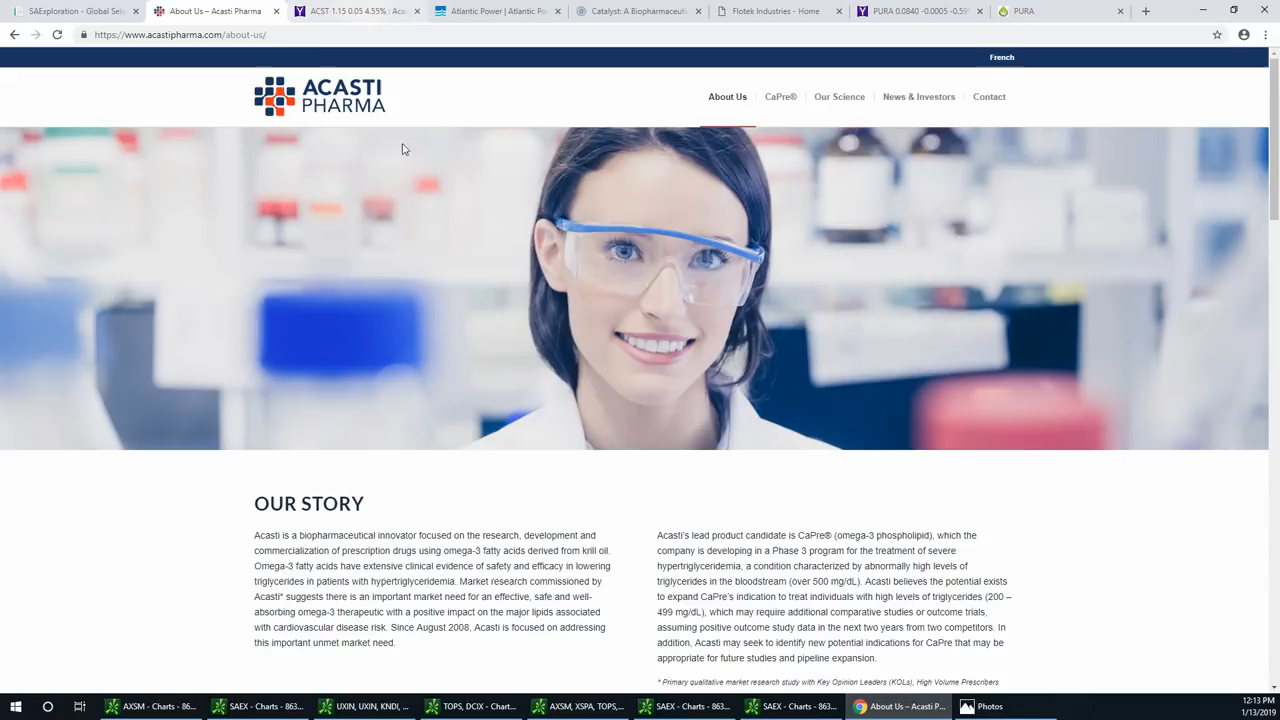 SAExploration - Global Seis
About Us – Acasti Pharma
ACST 1.15 0.05 4.55% : Aca
Atlantic Power | Atlantic Po
Catalyst: A Biopharmaceuti
Flotek Industries - Home
PURA 0.0840 -0.0005 -0.59
PURA
https://www.acastipharma.com/about-us/
French
ACASTI
PHARMA
About Us
CaPre®
Our Science
News & Investors
Contact
OUR STORY
Acasti is a biopharmaceutical innovator focused on the research, development and
commercialization of prescription drugs using omega-3 fatty acids derived from krill oil.
Omega-3 fatty acids have extensive clinical evidence of safety and efficacy in lowering
triglycerides in patients with hypertriglyceridemia. Market research commissioned by
Acasti* suggests there is an important market need for an effective, safe and well-
absorbing omega-3 therapeutic with a positive impact on the major lipids associated
with cardiovascular disease risk. Since August 2008, Acasti is focused on addressing
this important unmet market need.
Acasti's lead product candidate is CaPre® (omega-3 phospholipid), which the
company is developing in a Phase 3 program for the treatment of severe
hypertriglyceridemia, a condition characterized by abnormally high levels of
triglycerides in the bloodstream (over 500 mg/dL). Acasti believes the potential exists
to expand CaPre's indication to treat individuals with high levels of triglycerides (200 –
499 mg/dL), which may require additional comparative studies or outcome trials,
assuming positive outcome study data in the next two years from two competitors. In
addition, Acasti may seek to identify new potential indications for CaPre that may be
appropriate for future studies and pipeline expansion.
* Primary qualitative market research study with Key Opinion Leaders (KOLs), High Volume Prescribers
AXSM - Charts - 86...
SAEX - Charts - 863...
UXIN, UXIN, KNDI, ...
TOPS, DCIX - Chart...
AXSM, XSPA, TOPS,...
SAEX - Charts - 863...
SAEX - Charts - 863...
About Us – Acasti P...
Photos
12:13 PM
1/13/2019